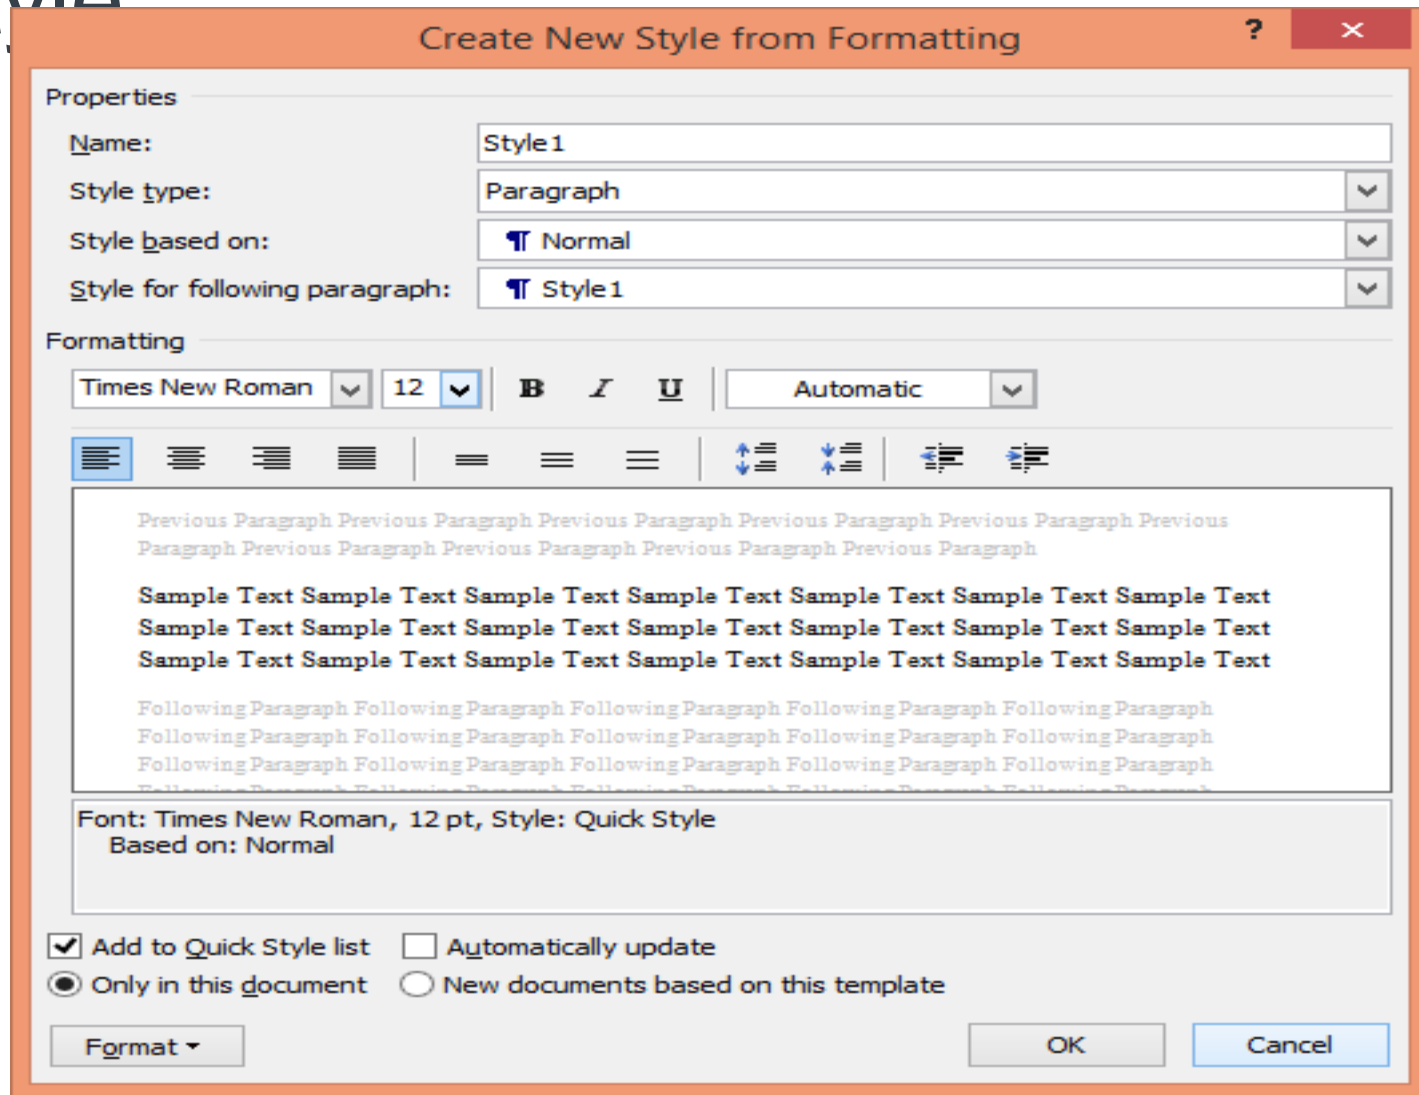 Create New Style from Formatting ?
Properties
Name: Style1
Style type: Paragraph
Style based on: ¶ Normal
Style for following paragraph: ¶ Style1
Formatting
Times New Roman 12 B I U Automatic
Previous Paragraph Previous Paragraph Previous Paragraph Previous Paragraph Previous Paragraph Previous
Paragraph Previous Paragraph Previous Paragraph Previous Paragraph Previous Paragraph
Sample Text Sample Text Sample Text Sample Text Sample Text Sample Text Sample Text
Sample Text Sample Text Sample Text Sample Text Sample Text Sample Text Sample Text
Sample Text Sample Text Sample Text Sample Text Sample Text Sample Text Sample Text
Following Paragraph Following Paragraph Following Paragraph Following Paragraph Following Paragraph
Following Paragraph Following Paragraph Following Paragraph Following Paragraph Following Paragraph
Following Paragraph Following Paragraph Following Paragraph Following Paragraph Following Paragraph
Font: Times New Roman, 12 pt, Style: Quick Style
Based on: Normal
Add to Quick Style list Automatically update
Only in this document New documents based on this template
Format OK Cancel